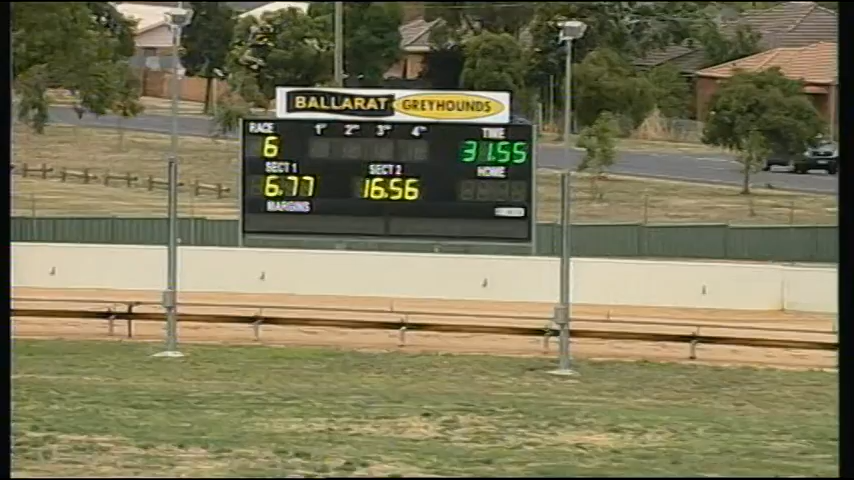 BALLARAT GREYHOUNDS
RACE 1st 2nd 3rd 4th TIME
6 31.55
SECT 1 SECT 2 HOME
6.77 16.56
MARGINS